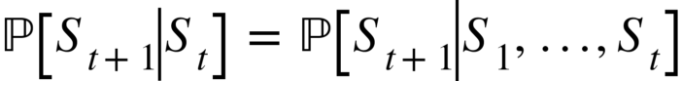 ℙ[S_{t+1}|S_t] = ℙ[S_{t+1}|S_1, ..., S_t]